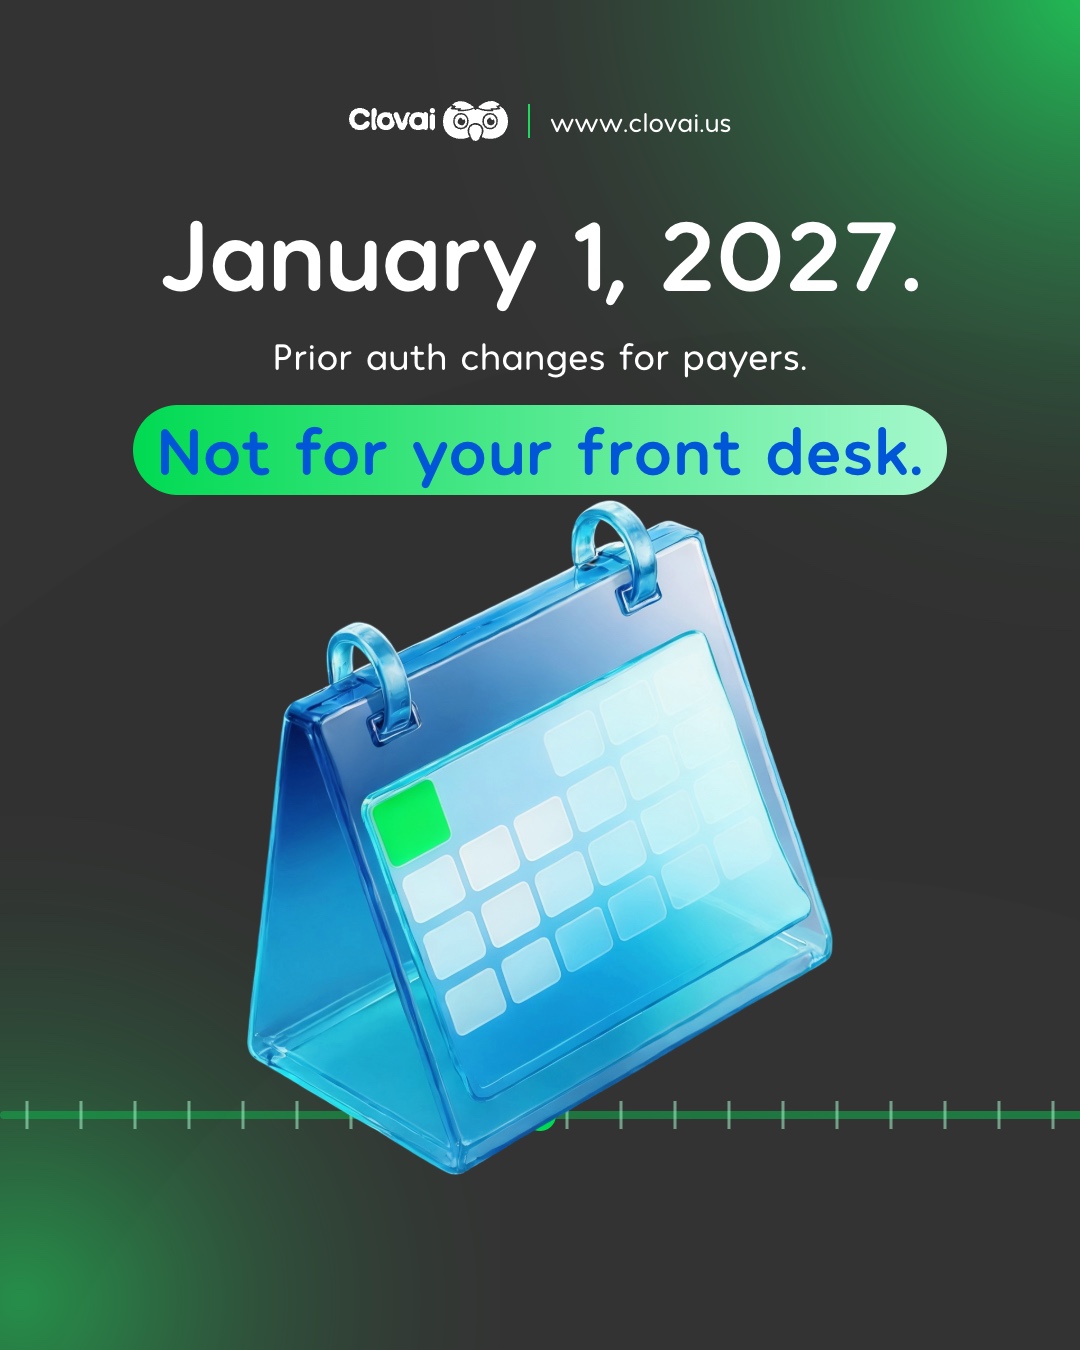 Clovai | www.clovai.us
January 1, 2027.
Prior auth changes for payers.
Not for your front desk.